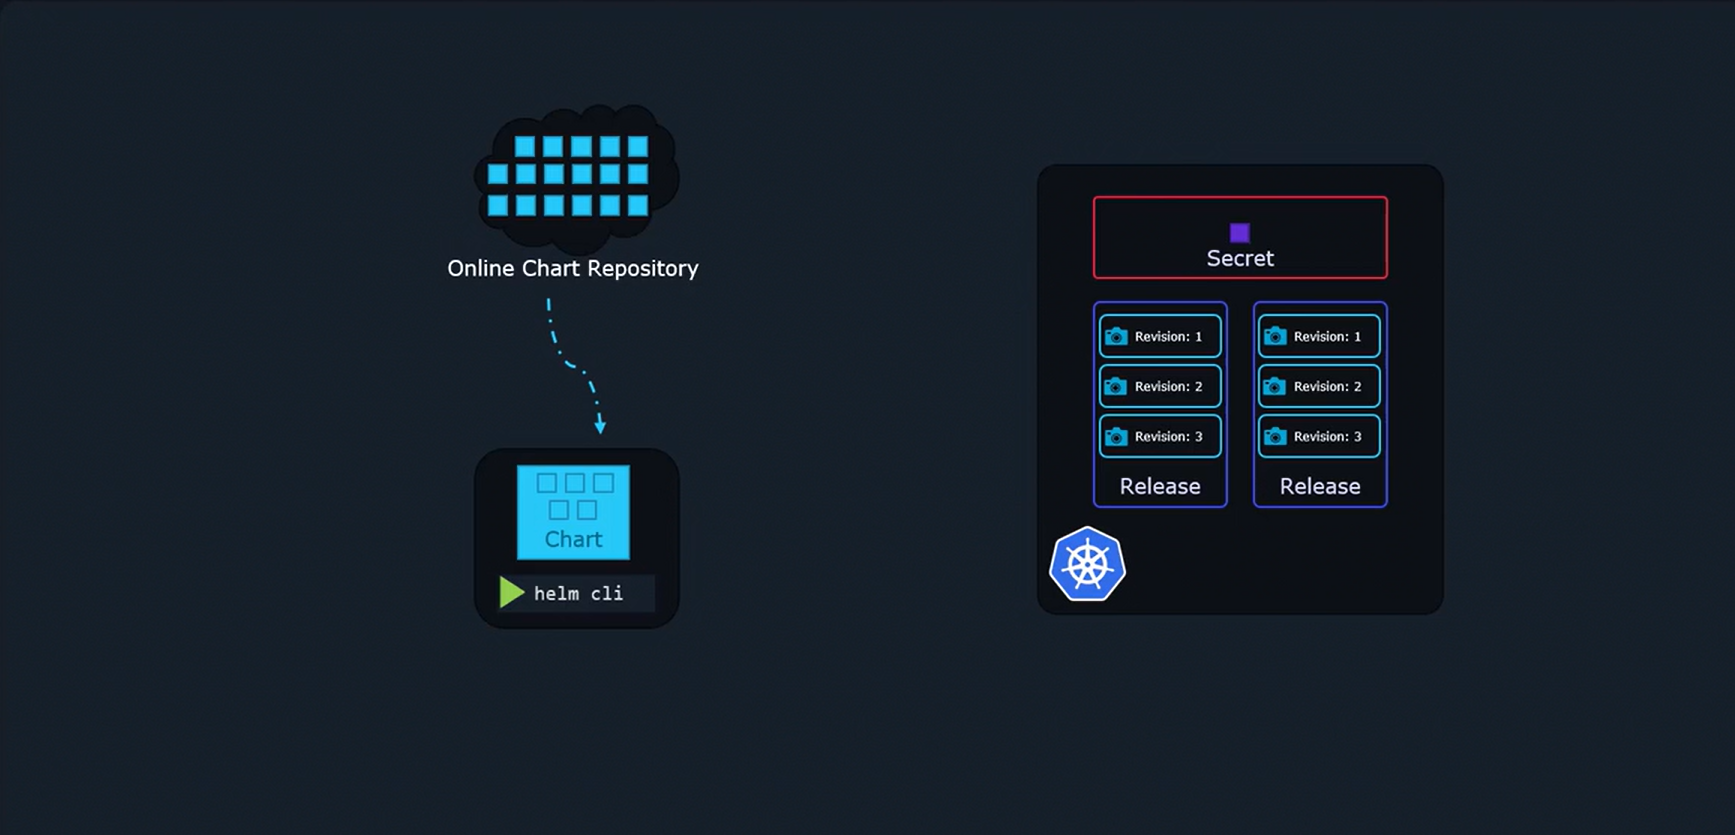 Online Chart Repository
Chart
helm cli
Secret
Revision: 1
Revision: 2
Revision: 3
Release
Revision: 1
Revision: 2
Revision: 3
Release